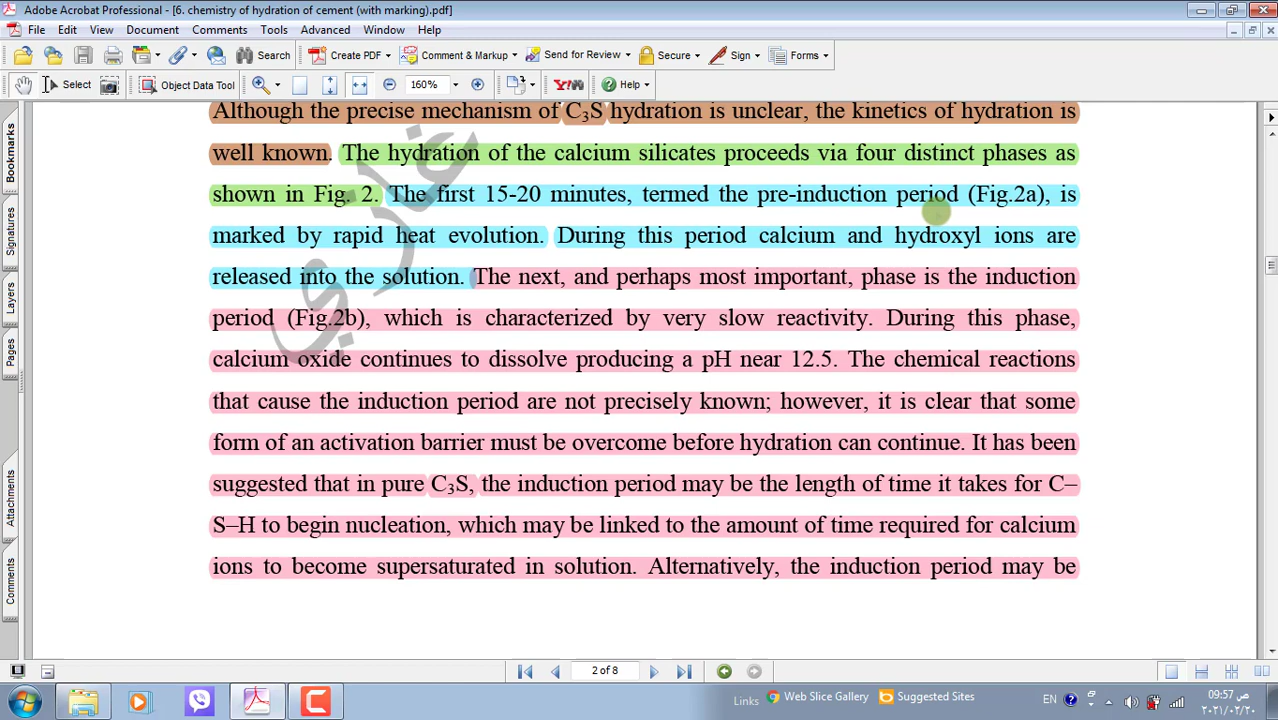 Adobe Acrobat Professional - [6. chemistry of hydration of cement (with marking).pdf]
File Edit View Document Comments Tools Advanced Window Help
Search Create PDF Comment & Markup Send for Review Secure Sign Forms
Select Object Data Tool 160% Y! Help
Bookmarks
Signatures
Layers
Pages
Attachments
Comments
Although the precise mechanism of C₃S hydration is unclear, the kinetics of hydration is
well known. The hydration of the calcium silicates proceeds via four distinct phases as
shown in Fig. 2. The first 15-20 minutes, termed the pre-induction period (Fig.2a), is
marked by rapid heat evolution. During this period calcium and hydroxyl ions are
released into the solution. The next, and perhaps most important, phase is the induction
period (Fig.2b), which is characterized by very slow reactivity. During this phase,
calcium oxide continues to dissolve producing a pH near 12.5. The chemical reactions
that cause the induction period are not precisely known; however, it is clear that some
form of an activation barrier must be overcome before hydration can continue. It has been
suggested that in pure C₃S, the induction period may be the length of time it takes for C–
S–H to begin nucleation, which may be linked to the amount of time required for calcium
ions to become supersaturated in solution. Alternatively, the induction period may be
غازي
2 of 8
Links Web Slice Gallery Suggested Sites EN 09:57 ص
٢٠٢١/٠٢/٢٠